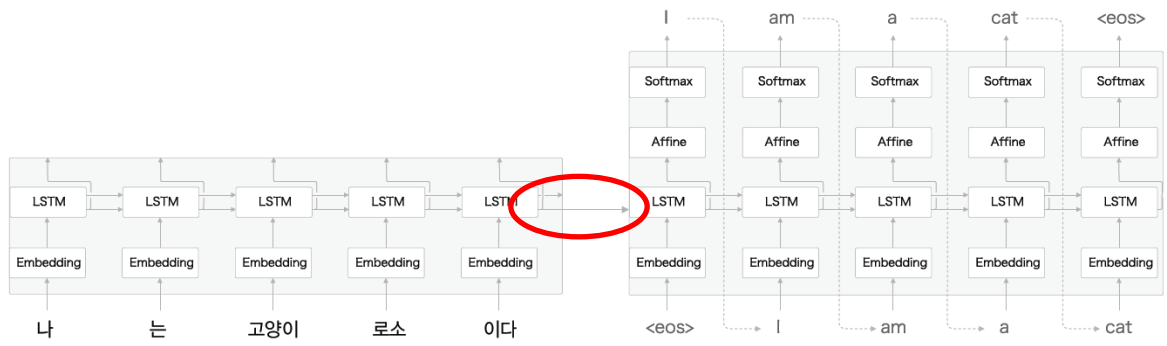 I am a cat <eos>
Softmax Softmax Softmax Softmax Softmax
Affine Affine Affine Affine Affine
LSTM LSTM LSTM LSTM LSTM LSTM LSTM LSTM LSTM LSTM
Embedding Embedding Embedding Embedding Embedding Embedding Embedding Embedding Embedding Embedding
나 는 고양이 로소 이다 <eos> I am a cat